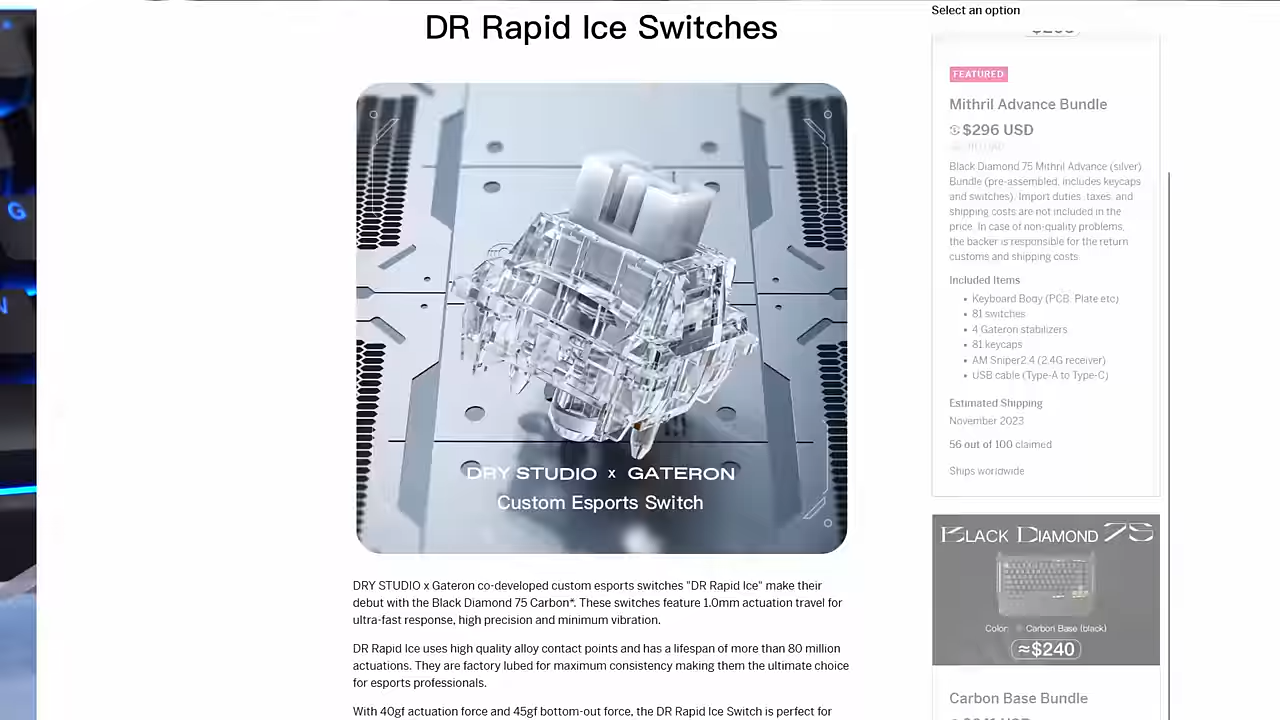 DR Rapid Ice Switches
DRY STUDIO x GATERON
Custom Esports Switch
DRY STUDIO x Gateron co-developed custom esports switches "DR Rapid Ice" make their
debut with the Black Diamond 75 Carbon*. These switches feature 1.0mm actuation travel for
ultra-fast response, high precision and minimum vibration.
DR Rapid Ice uses high quality alloy contact points and has a lifespan of more than 80 million
actuations. They are factory lubed for maximum consistency making them the ultimate choice
for esports professionals.
With 40gf actuation force and 45gf bottom-out force, the DR Rapid Ice Switch is perfect for
Select an option
FEATURED
Mithril Advance Bundle
$296 USD
Black Diamond 75 Mithril Advance (silver)
Bundle (pre-assembled, includes keycaps
and switches). Import duties, taxes, and
shipping costs are not included in the
price. In case of non-quality problems,
the backer is responsible for the return
customs and shipping costs.
Included Items
• Keyboard Body (PCB, Plate etc)
• 81 switches
• 4 Gateron stabilizers
• 81 keycaps
• AM Sniper2.4 (2.4G receiver)
• USB cable (Type-A to Type-C)
Estimated Shipping
November 2023
56 out of 100 claimed
Ships worldwide
BLACK DIAMOND 75
Color: Carbon Base (black)
≈$240
Carbon Base Bundle
G
N